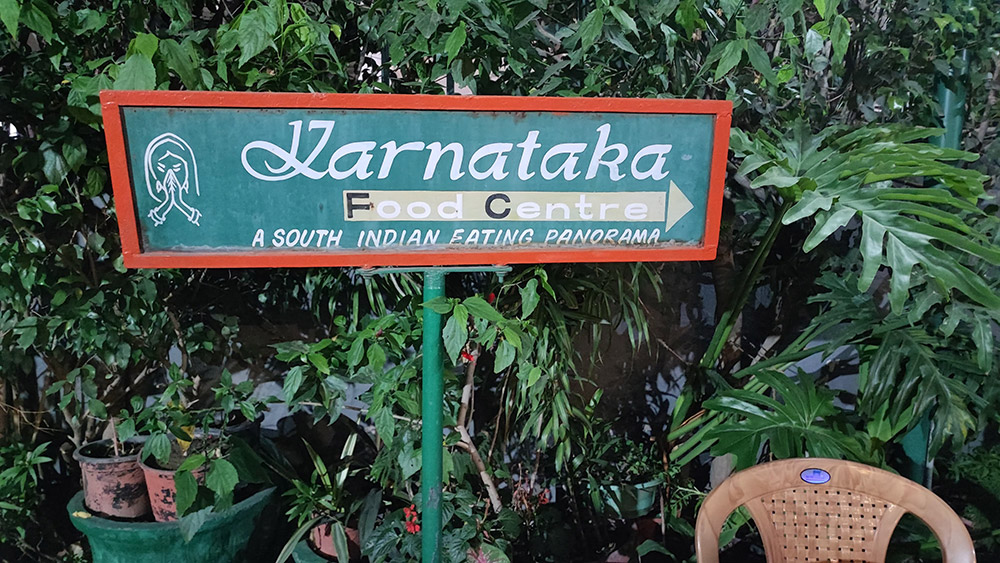 Karnataka
Food Centre
A SOUTH INDIAN EATING PANORAMA